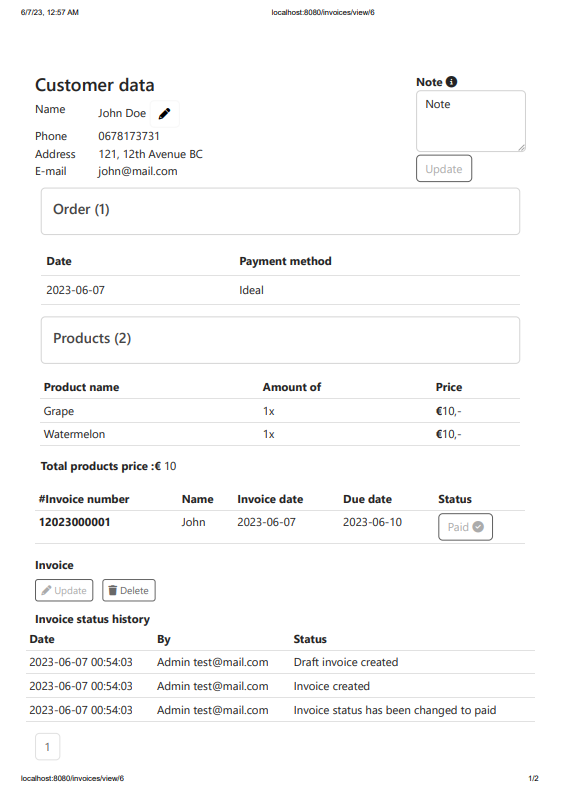 6/7/23, 12:57 AM localhost:8080/invoices/view/6
Customer data
Note
Name John Doe
Note
Phone 0678173731
Address 121, 12th Avenue BC
E-mail john@mail.com
Update
Order (1)
Date Payment method
2023-06-07 Ideal
Products (2)
Product name Amount of Price
Grape 1x €10,-
Watermelon 1x €10,-
Total products price :€ 10
#Invoice number Name Invoice date Due date Status
12023000001 John 2023-06-07 2023-06-10 Paid
Invoice
Update Delete
Invoice status history
Date By Status
2023-06-07 00:54:03 Admin test@mail.com Draft invoice created
2023-06-07 00:54:03 Admin test@mail.com Invoice created
2023-06-07 00:54:03 Admin test@mail.com Invoice status has been changed to paid
1
localhost:8080/invoices/view/6 1/2